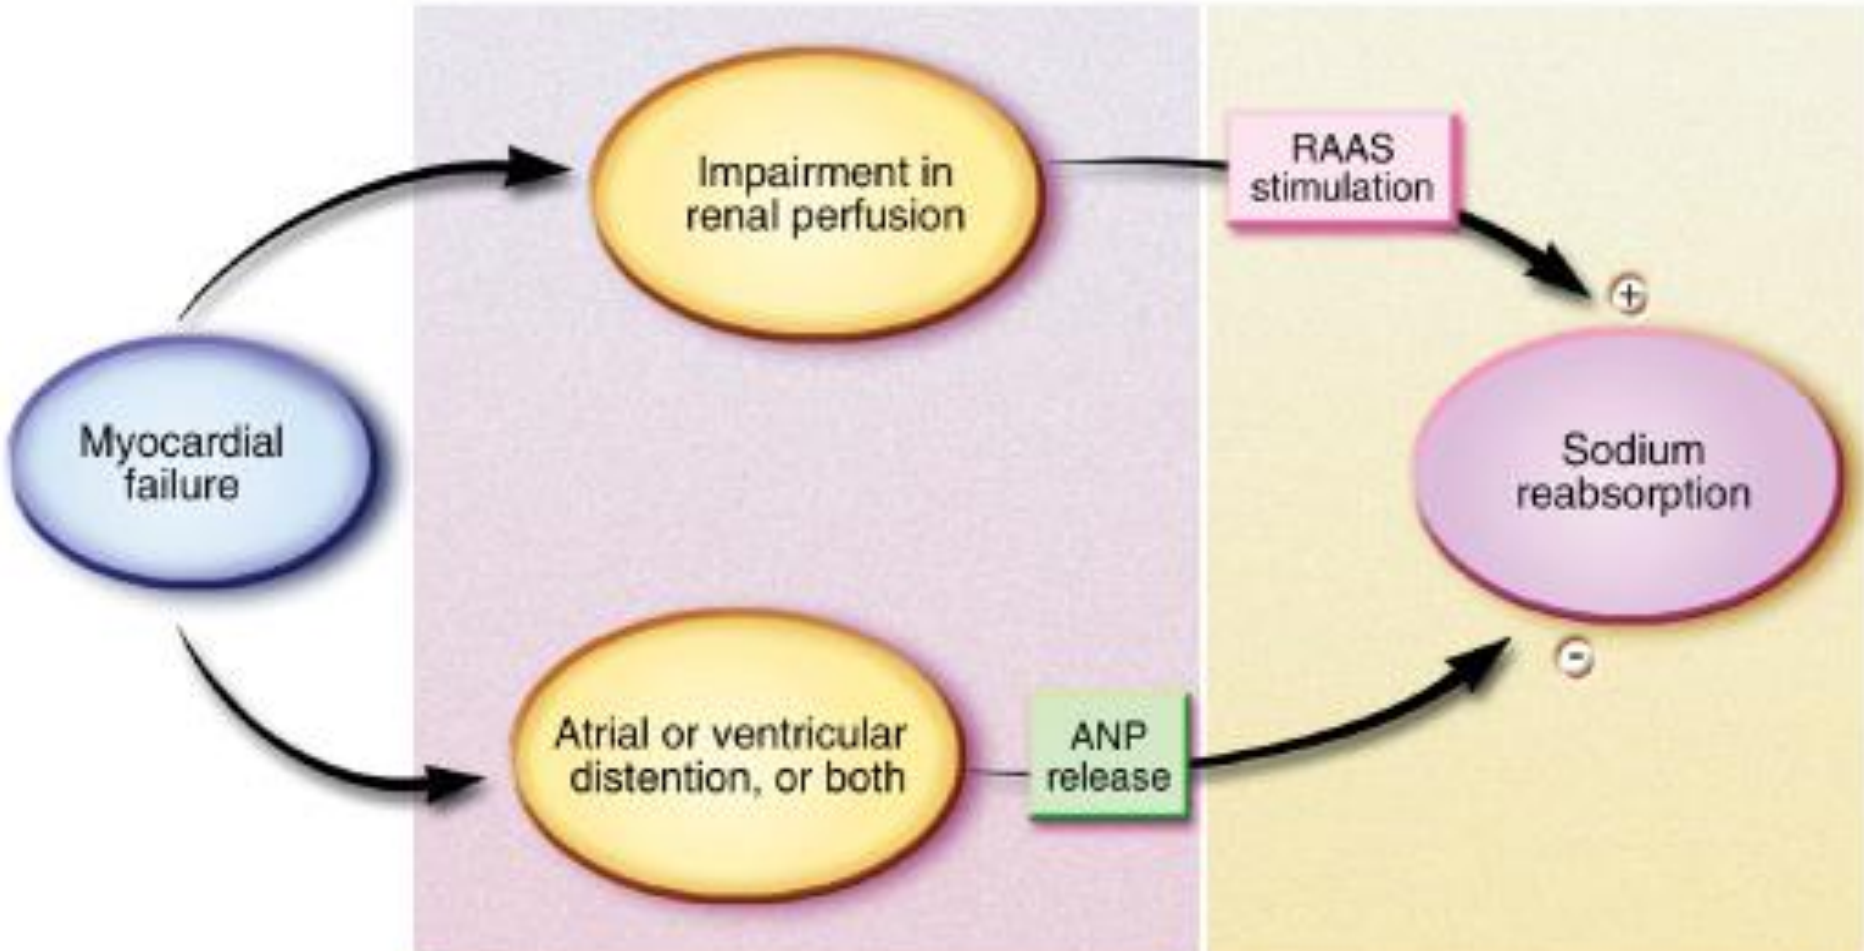 Impairment in
renal perfusion
RAAS
stimulation
+
Myocardial
failure
Sodium
reabsorption
-
Atrial or ventricular
distention, or both
ANP
release